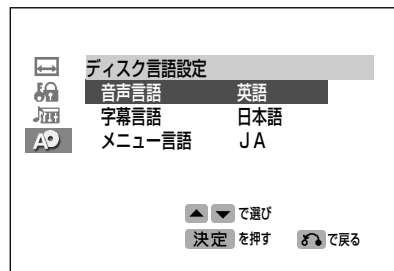 ディスク言語設定
音声言語 英語
字幕言語 日本語
メニュー言語 JA
▲ ▼ で選び
決定 を押す で戻る